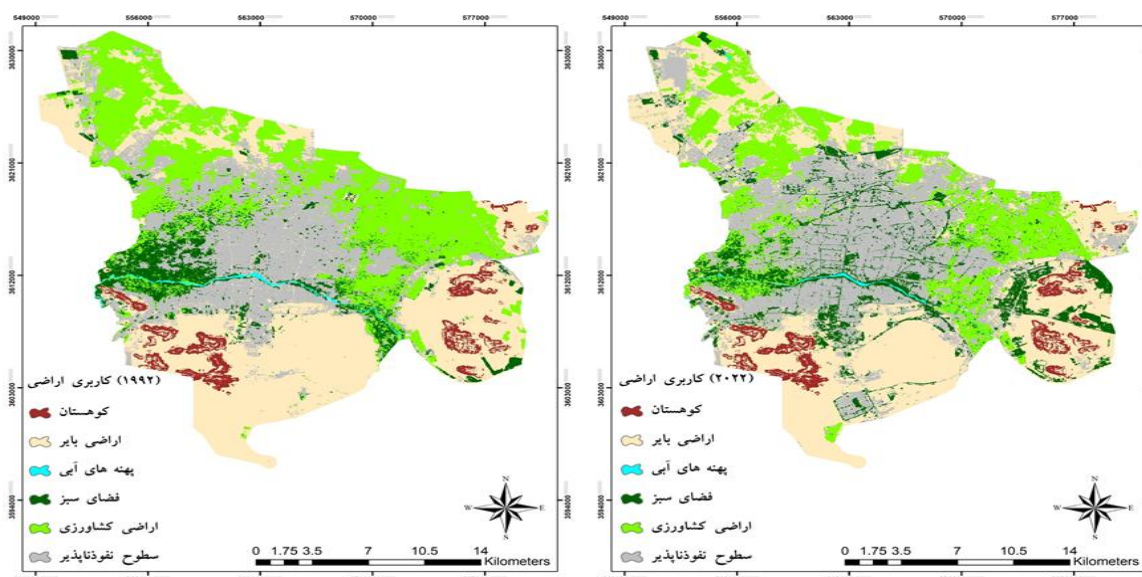 549000 556000 563000 570000 577000
3630000
3621000
3612000
3603000
3594000
کاربری اراضی (۱۹۹۲)
کوهستان
اراضی بایر
پهنه های آبی
فضای سبز
اراضی کشاورزی
سطوح نفوذناپذیر
N
W E
S
0 1.75 3.5 7 10.5 14
Kilometers
549000 556000 563000 570000 577000
3630000
3621000
3612000
3603000
3594000
کاربری اراضی (۲۰۲۲)
کوهستان
اراضی بایر
پهنه های آبی
فضای سبز
اراضی کشاورزی
سطوح نفوذناپذیر
N
W E
S
0 1.75 3.5 7 10.5 14
Kilometers